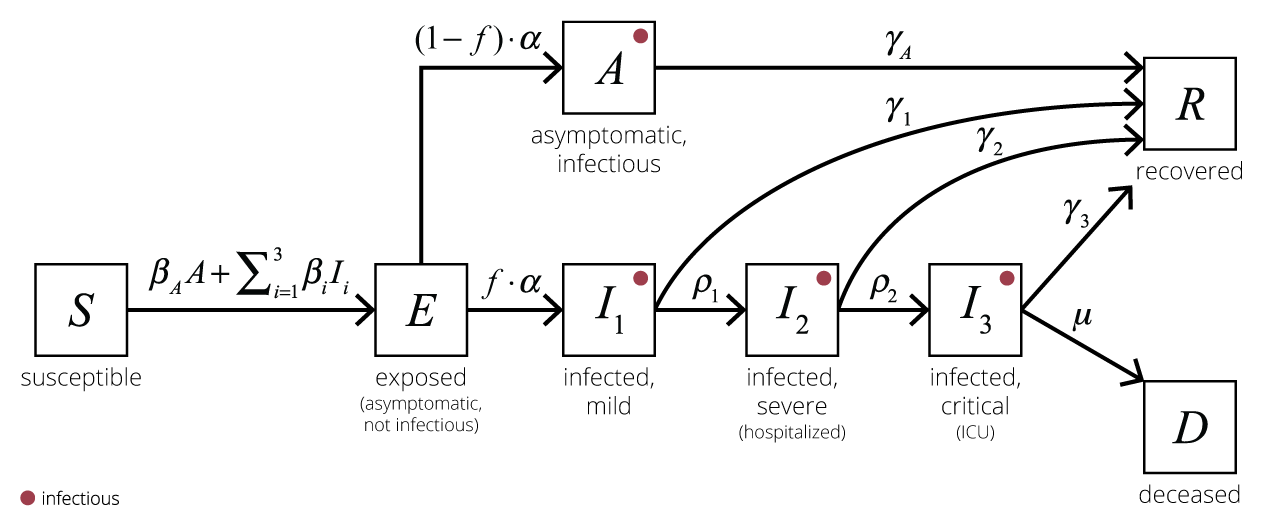 (1− f)·α
A
asymptomatic,
infectious
γ_A
γ_1
γ_2
R
recovered
γ_3
S
susceptible
β_A A + ∑_{i=1}^{3} β_i I_i
E
exposed
(asymptomatic,
not infectious)
f·α
I_1
infected,
mild
ρ_1
I_2
infected,
severe
(hospitalized)
ρ_2
I_3
infected,
critical
(ICU)
μ
D
deceased
infectious